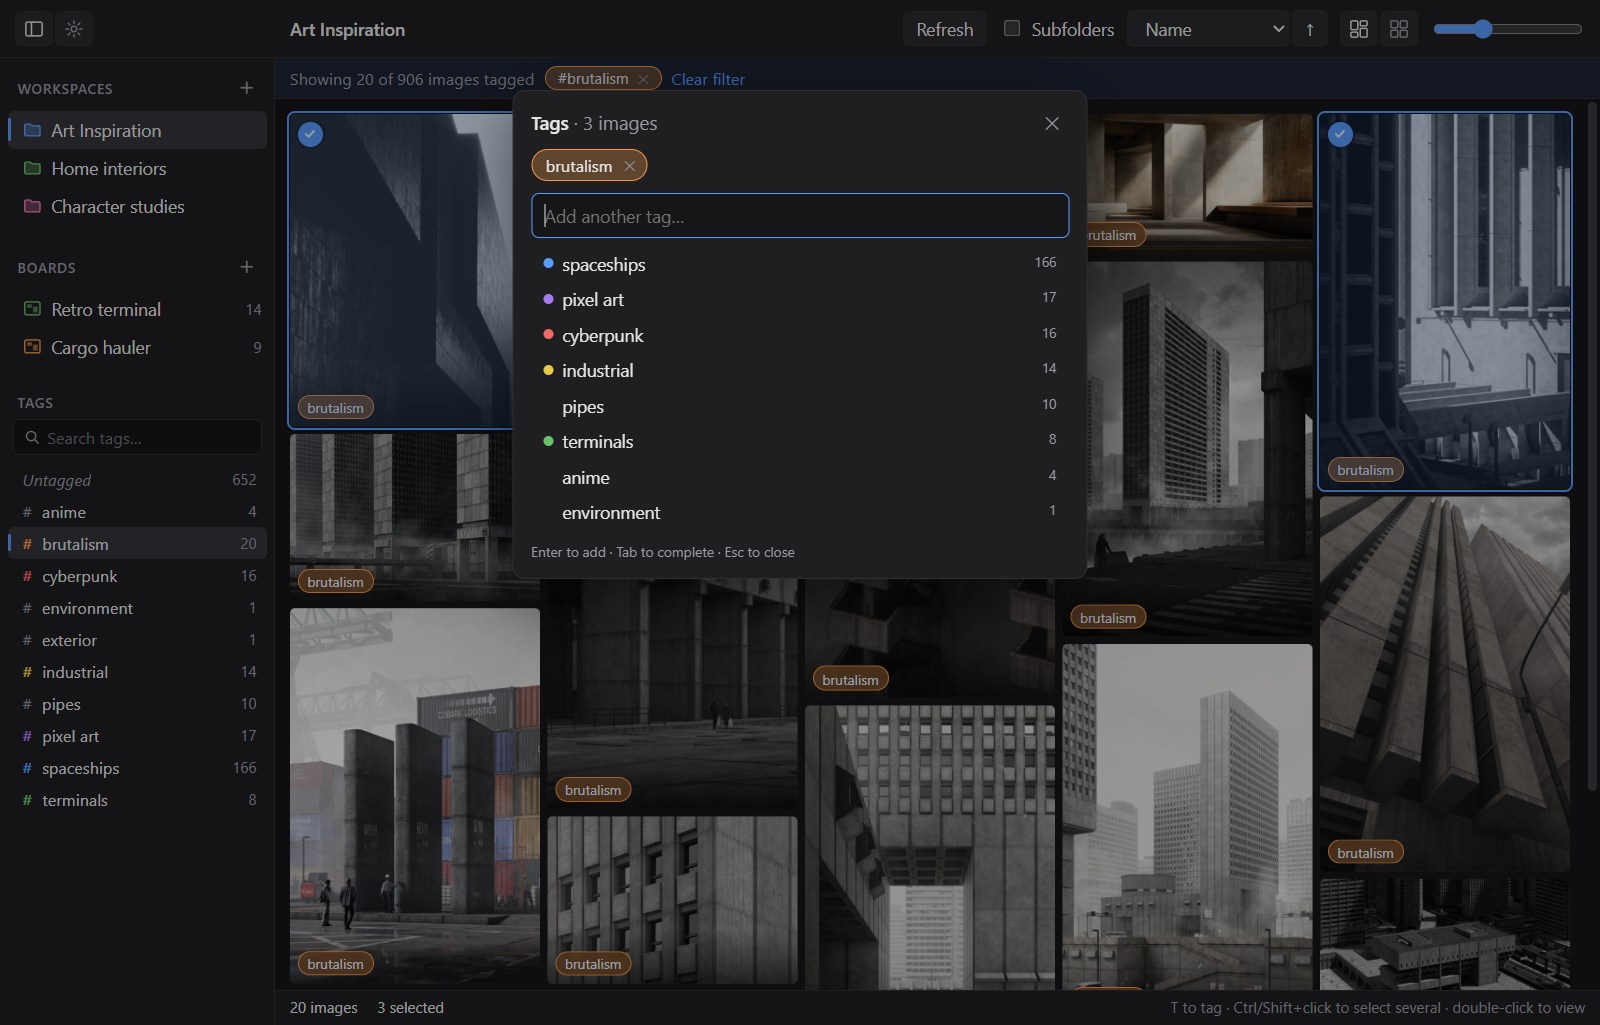 Art Inspiration
Refresh
Subfolders
Name
↑
WORKSPACES
Art Inspiration
Home interiors
Character studies
BOARDS
Retro terminal 14
Cargo hauler 9
TAGS
Search tags...
Untagged 652
# anime 4
# brutalism 20
# cyberpunk 16
# environment 1
# exterior 1
# industrial 14
# pipes 10
# pixel art 17
# spaceships 166
# terminals 8
Showing 20 of 906 images tagged #brutalism Clear filter
Tags · 3 images
brutalism
Add another tag...
spaceships 166
pixel art 17
cyberpunk 16
industrial 14
pipes 10
terminals 8
anime 4
environment 1
Enter to add · Tab to complete · Esc to close
brutalism
rutalism
brutalism
brutalism
brutalism
brutalism
COBARK LOGISTICS
brutalism
brutalism
brutalism
brutalism
20 images 3 selected
T to tag · Ctrl/Shift+click to select several · double-click to view